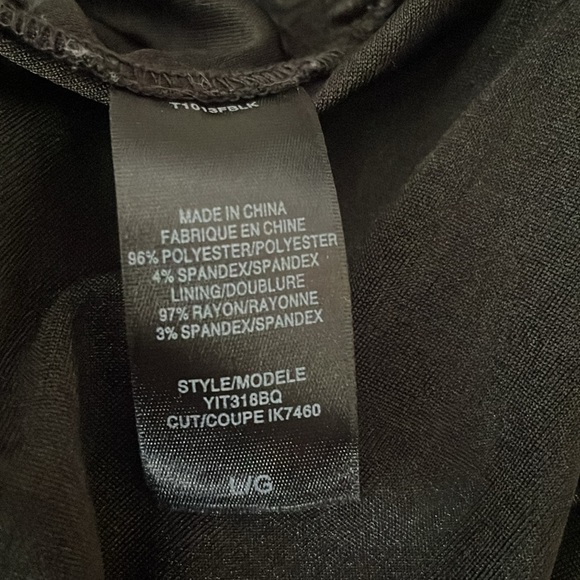 T1013FBLK
MADE IN CHINA
FABRIQUE EN CHINE
96% POLYESTER/POLYESTER
4% SPANDEX/SPANDEX
LINING/DOUBLURE
97% RAYON/RAYONNE
3% SPANDEX/SPANDEX
STYLE/MODELE
YIT318BQ
CUT/COUPE IK7460
L/G